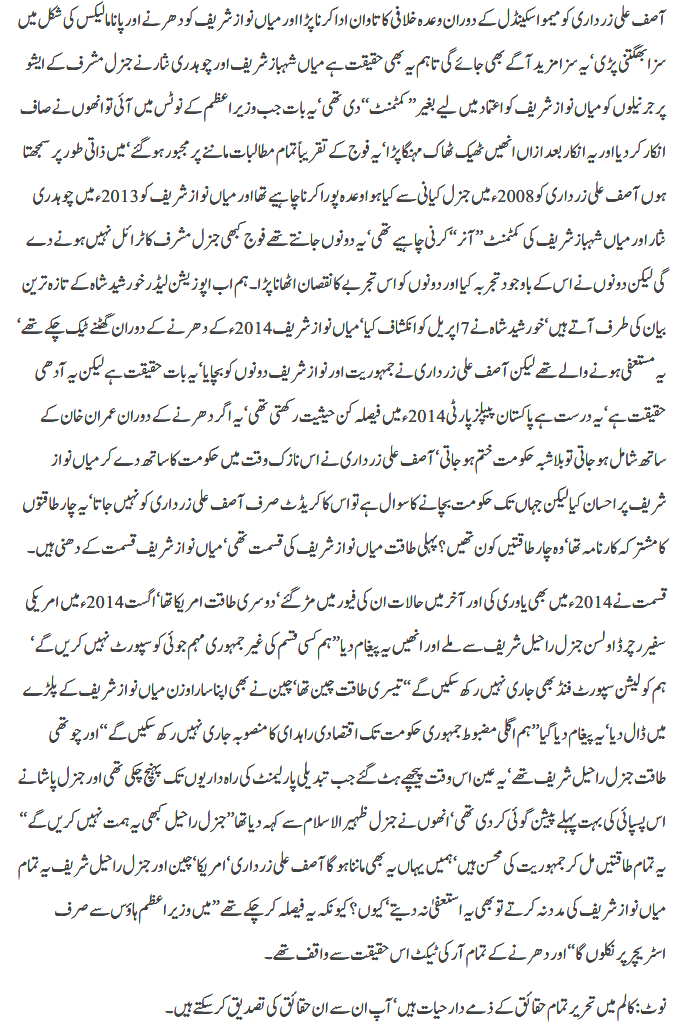 آصف علی زرداری کو میمو اسکینڈل کے دوران وعدہ خلافی کا تاوان ادا کرنا پڑا اور میاں نواز شریف کو دھرنے اور پانامالیکس کی شکل میں
سزا بھگتنی پڑی‘ یہ سزا مزید آگے بھی جائے گی تاہم یہ بھی حقیقت ہے میاں شہباز شریف اور چوہدری نثار نے جنرل مشرف کے ایشو
پر جرنیلوں کو میاں نواز شریف کو اعتماد میں لیے بغیر ’’کمٹمنٹ‘‘ دی تھی‘ یہ بات جب وزیراعظم کے نوٹس میں آئی تو انھوں نے صاف
انکار کر دیا اور یہ انکار بعد ازاں انھیں ٹھیک ٹھاک مہنگا پڑا‘ یہ فوج کے تقریباً تمام مطالبات ماننے پر مجبور ہو گئے‘ میں ذاتی طور پر سمجھتا
ہوں آصف علی زرداری کو 2008ء میں جنرل کیانی سے کیا ہوا وعدہ پورا کرنا چاہیے تھا اور میاں نواز شریف کو 2013ء میں چوہدری
نثار اور میاں شہباز شریف کی کمٹمنٹ ’’آنر‘‘ کرنی چاہیے تھی‘ یہ دونوں جانتے تھے فوج کبھی جنرل مشرف کا ٹرائل نہیں ہونے دے
گی لیکن دونوں نے اس کے باوجود تجربہ کیا اور دونوں کو اس تجربے کا نقصان اٹھانا پڑا۔ ہم اب اپوزیشن لیڈر خورشید شاہ کے تازہ ترین
بیان کی طرف آتے ہیں‘ خورشید شاہ نے 7 اپریل کو انکشاف کیا‘ میاں نواز شریف 2014ء کے دھرنے کے دوران گھٹنے ٹیک چکے تھے‘
یہ مستعفی ہونے والے تھے لیکن آصف علی زرداری نے جمہوریت اور نواز شریف دونوں کو بچایا‘ یہ بات حقیقت ہے لیکن یہ آدھی
حقیقت ہے‘ یہ درست ہے پاکستان پیپلز پارٹی 2014ء میں فیصلہ کن حیثیت رکھتی تھی‘ یہ اگر دھرنے کے دوران عمران خان کے
ساتھ شامل ہو جاتی تو بلاشبہ حکومت ختم ہو جاتی‘ آصف علی زرداری نے اس نازک وقت میں حکومت کا ساتھ دے کر میاں نواز
شریف پر احسان کیا لیکن جہاں تک حکومت بچانے کا سوال ہے تو اس کا کریڈٹ صرف آصف علی زرداری کو نہیں جاتا‘ یہ چار طاقتوں
کا مشترکہ کارنامہ تھا‘ وہ چار طاقتیں کون تھیں؟ پہلی طاقت میاں نواز شریف کی قسمت تھی‘ میاں نواز شریف قسمت کے دھنی ہیں۔
قسمت نے 2014ء میں بھی یاوری کی اور آخر میں حالات ان کی فیور میں مڑ گئے‘ دوسری طاقت امریکا تھا‘ اگست 2014ء میں امریکی
سفیر رچرڈ اولسن جنرل راحیل شریف سے ملے اور انھیں یہ پیغام دیا ’’ہم کسی قسم کی غیر جمہوری مہم جوئی کو سپورٹ نہیں کریں گے‘
ہم کولیشن سپورٹ فنڈ بھی جاری نہیں رکھ سکیں گے‘‘ تیسری طاقت چین تھا‘ چین نے بھی اپنا سارا وزن میاں نواز شریف کے پلڑے
میں ڈال دیا‘ یہ پیغام دیا گیا ’’ہم اگلی مضبوط جمہوری حکومت تک اقتصادی راہداری کا منصوبہ جاری نہیں رکھ سکیں گے‘‘ اور چوتھی
طاقت جنرل راحیل شریف تھے‘ یہ عین اس وقت پیچھے ہٹ گئے جب تبدیلی پارلیمنٹ کی راہ داریوں تک پہنچ چکی تھی اور جنرل پاشا نے
اس پسپائی کی بہت پہلے پیشن گوئی کر دی تھی‘ انھوں نے جنرل ظہیر الاسلام سے کہہ دیا تھا ’’جنرل راحیل کبھی یہ ہمت نہیں کریں گے‘‘
یہ تمام طاقتیں مل کر جمہوریت کی محسن ہیں‘ ہمیں یہاں یہ بھی ماننا ہوگا آصف علی زرداری‘ امریکا‘ چین اور جنرل راحیل شریف یہ تمام
میاں نواز شریف کی مدد نہ کرتے تو بھی یہ استعفیٰ نہ دیتے‘ کیوں؟ کیونکہ یہ فیصلہ کر چکے تھے ’’میں وزیراعظم ہاؤس سے صرف
اسٹریچر پر نکلوں گا‘‘ اور دھرنے کے تمام آرکی ٹیکٹ اس حقیقت سے واقف تھے۔
نوٹ: کالم میں تحریر تمام حقائق کے ذمے دار حیات ہیں‘ آپ ان سے ان حقائق کی تصدیق کر سکتے ہیں۔